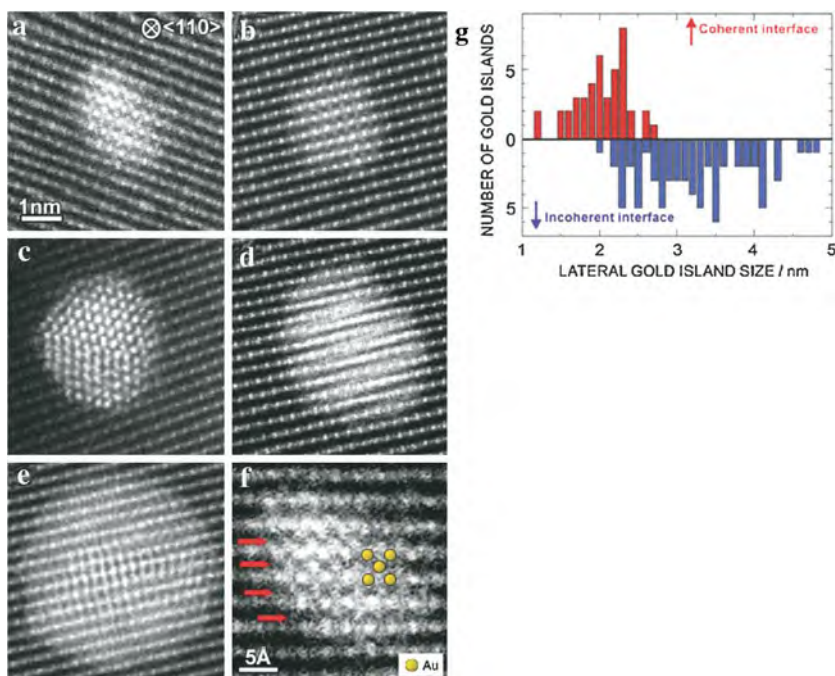 a
⊗<110>
1nm
b
c
d
e
f
5A
Au
g
NUMBER OF GOLD ISLANDS
Coherent interface
5
0
5
Incoherent interface
1 2 3 4 5
LATERAL GOLD ISLAND SIZE / nm